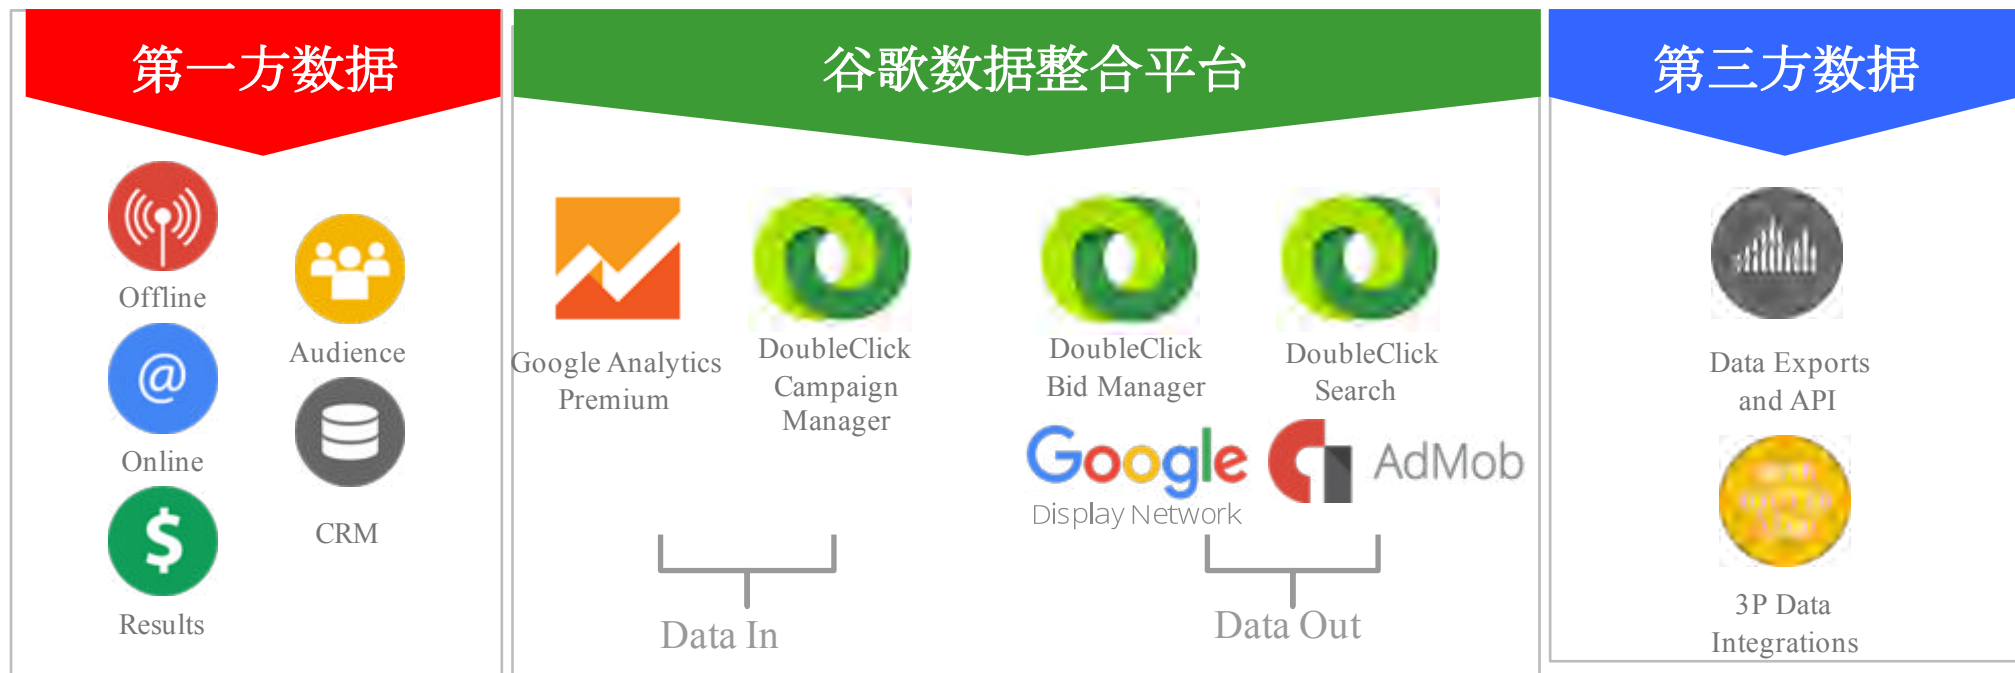 第一方数据
Offline
Online
Results
Audience
CRM
谷歌数据整合平台
Google Analytics
Premium
DoubleClick
Campaign
Manager
DoubleClick
Bid Manager
DoubleClick
Search
Google
Display Network
AdMob
Data In
Data Out
第三方数据
Data Exports
and API
3P Data
Integrations